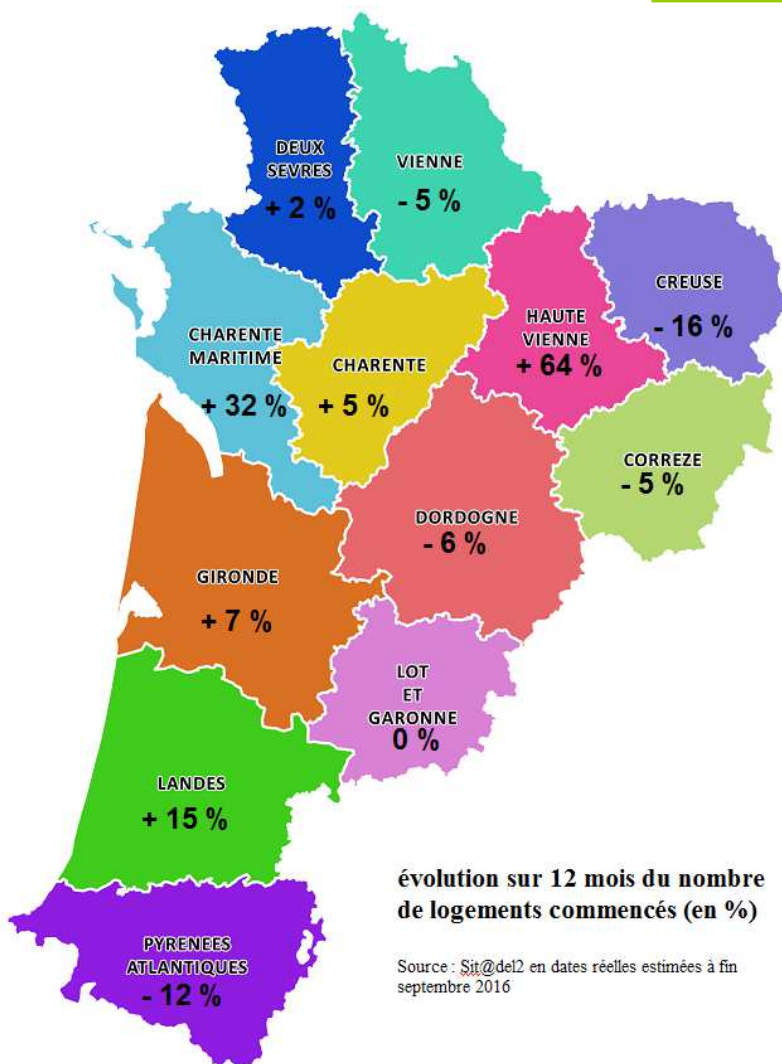 DEUX
SEVRES
+ 2 %
VIENNE
- 5 %
CREUSE
- 16 %
HAUTE
VIENNE
+ 64 %
CHARENTE
MARITIME
+ 32 %
CHARENTE
+ 5 %
CORREZE
- 5 %
DORDOGNE
- 6 %
GIRONDE
+ 7 %
LOT
ET
GARONNE
0 %
LANDES
+ 15 %
PYRENEES
ATLANTIQUES
- 12 %
évolution sur 12 mois du nombre
de logements commencés (en %)
Source : Sit@del2 en dates réelles estimées à fin
septembre 2016